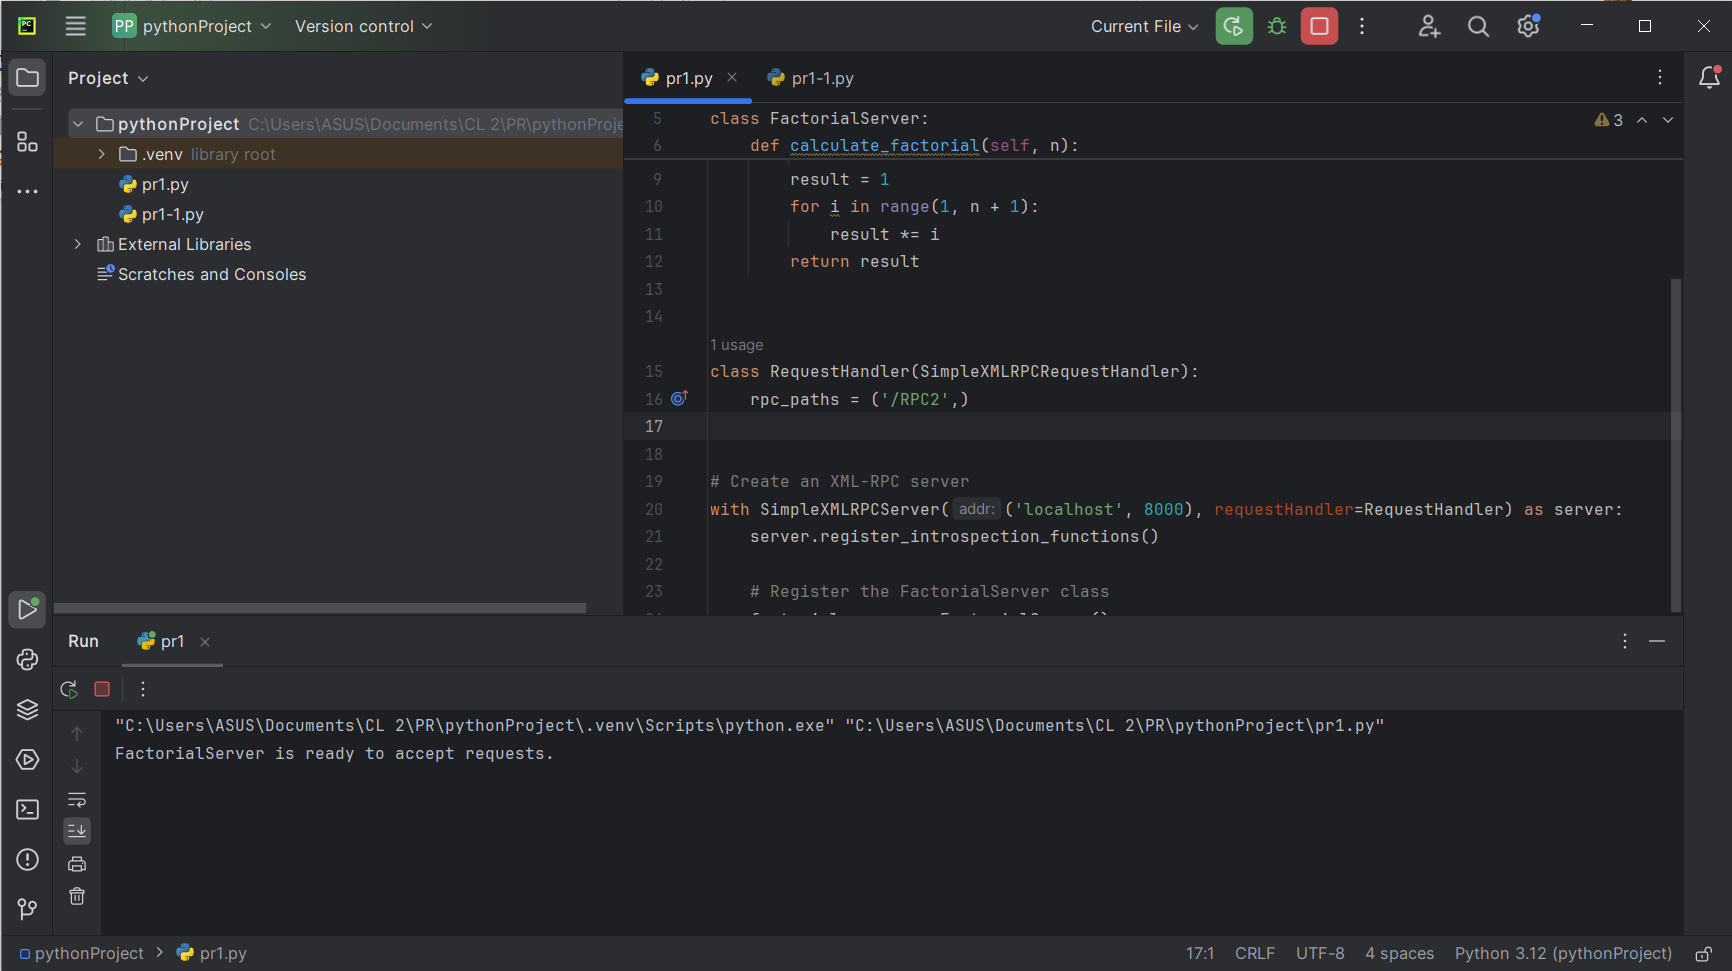 PC
PP pythonProject
Version control
Current File
Project
pr1.py
pr1-1.py
pythonProject C:\Users\ASUS\Documents\CL 2\PR\pythonProje
.venv library root
pr1.py
pr1-1.py
External Libraries
Scratches and Consoles
3
5 class FactorialServer:
6 def calculate_factorial(self, n):
9 result = 1
10 for i in range(1, n + 1):
11 result *= i
12 return result
13
14
1 usage
15 class RequestHandler(SimpleXMLRPCRequestHandler):
16 rpc_paths = ('/RPC2',)
17
18
19 # Create an XML-RPC server
20 with SimpleXMLRPCServer( addr: ('localhost', 8000), requestHandler=RequestHandler) as server:
21 server.register_introspection_functions()
22
23 # Register the FactorialServer class
Run
pr1
"C:\Users\ASUS\Documents\CL 2\PR\pythonProject\.venv\Scripts\python.exe" "C:\Users\ASUS\Documents\CL 2\PR\pythonProject\pr1.py"
FactorialServer is ready to accept requests.
pythonProject > pr1.py
17:1 CRLF UTF-8 4 spaces Python 3.12 (pythonProject)